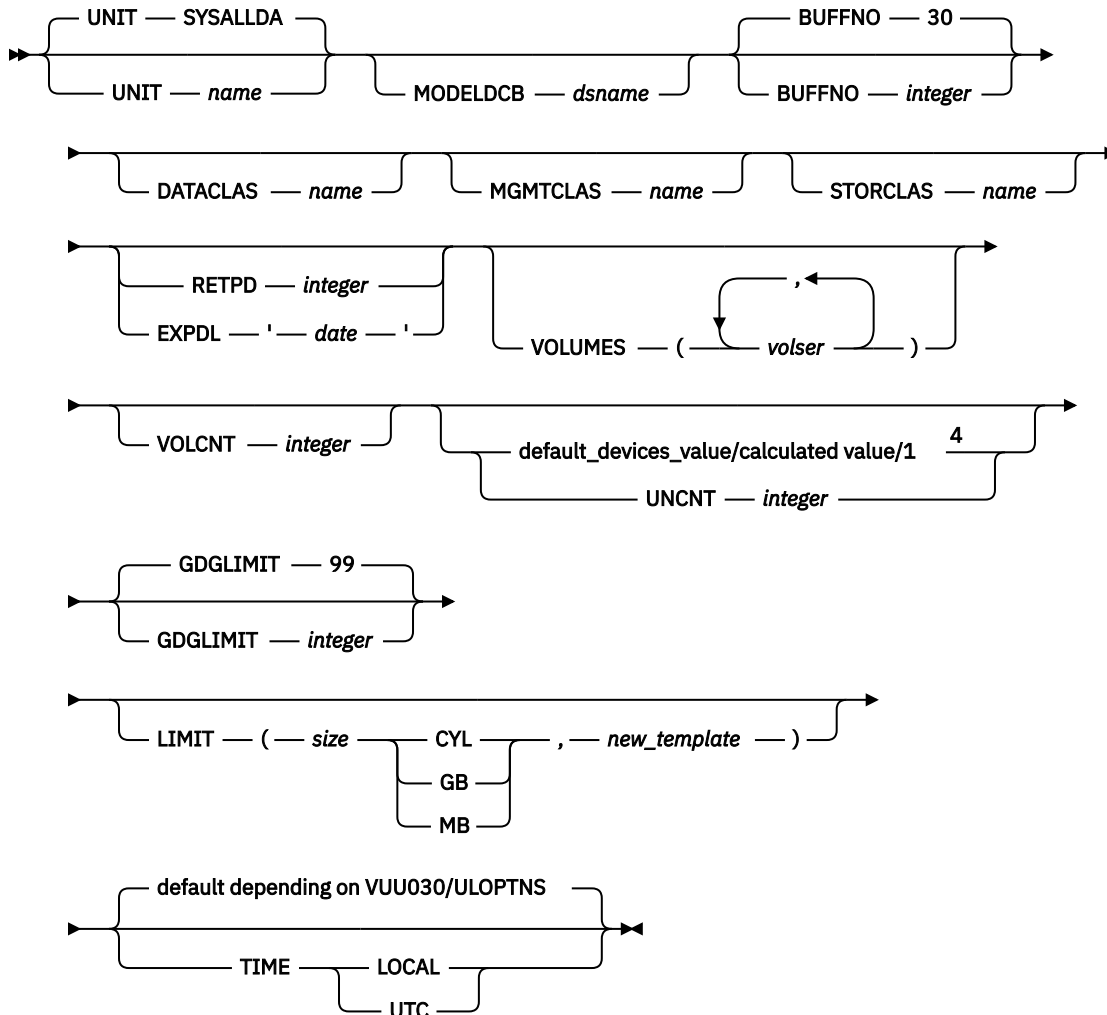 UNIT SYSALLDA BUFFNO 30
UNIT name MODELDCB dsname BUFFNO integer
DATACLAS name MGMTCLAS name STORCLAS name
RETPD integer ,
EXPDL ' date ' VOLUMES ( volser )
VOLCNT integer default_devices_value/calculated value/1 4
UNCNT integer
GDGLIMIT 99
GDGLIMIT integer
LIMIT ( size CYL , new_template )
GB
MB
default depending on VUU030/ULOPTNS
TIME LOCAL
UTC